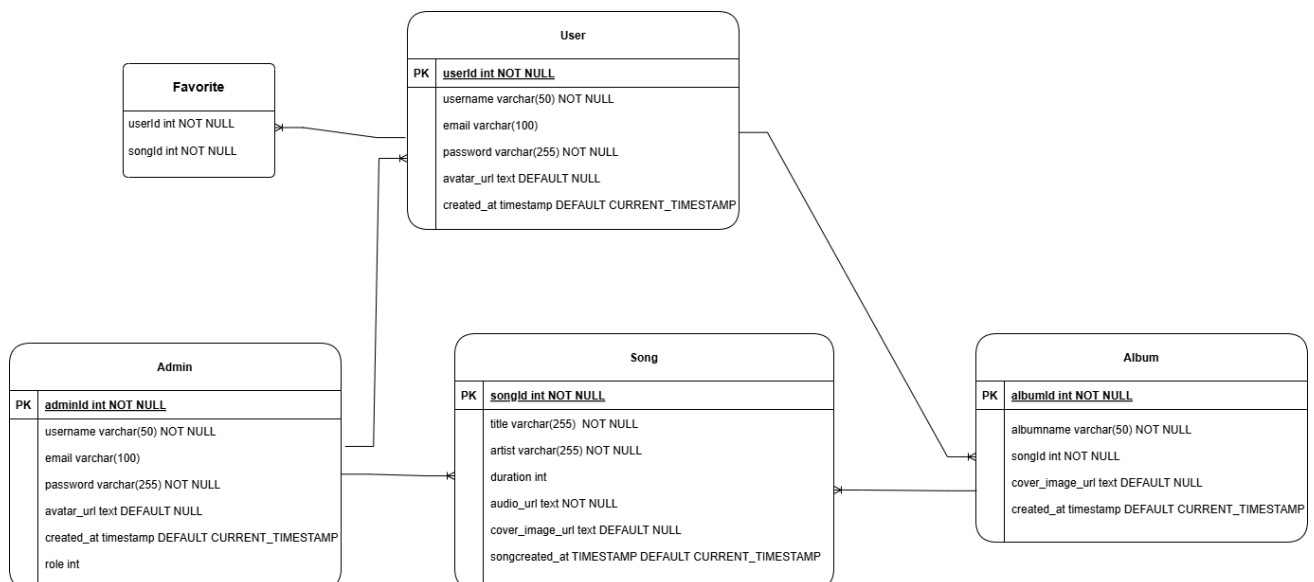 User
PK userId int NOT NULL
username varchar(50) NOT NULL
email varchar(100)
password varchar(255) NOT NULL
avatar_url text DEFAULT NULL
created_at timestamp DEFAULT CURRENT_TIMESTAMP
Favorite
userId int NOT NULL
songId int NOT NULL
Admin
PK adminId int NOT NULL
username varchar(50) NOT NULL
email varchar(100)
password varchar(255) NOT NULL
avatar_url text DEFAULT NULL
created_at timestamp DEFAULT CURRENT_TIMESTAMP
role int
Song
PK songId int NOT NULL
title varchar(255) NOT NULL
artist varchar(255) NOT NULL
duration int
audio_url text NOT NULL
cover_image_url text DEFAULT NULL
songcreated_at TIMESTAMP DEFAULT CURRENT_TIMESTAMP
Album
PK albumId int NOT NULL
albumname varchar(50) NOT NULL
songId int NOT NULL
cover_image_url text DEFAULT NULL
created_at timestamp DEFAULT CURRENT_TIMESTAMP